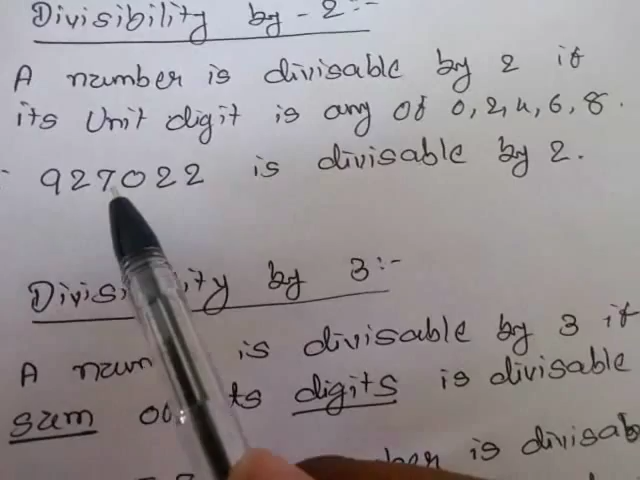 Divisibility by - 2:-
A number is divisable by 2 if
its Unit digit is any of 0, 2, 4, 6, 8.
927022 is divisable by 2.
Divisi ity by 3:-
A num is divisable by 3 if
sum its digits is divisable
is divisab